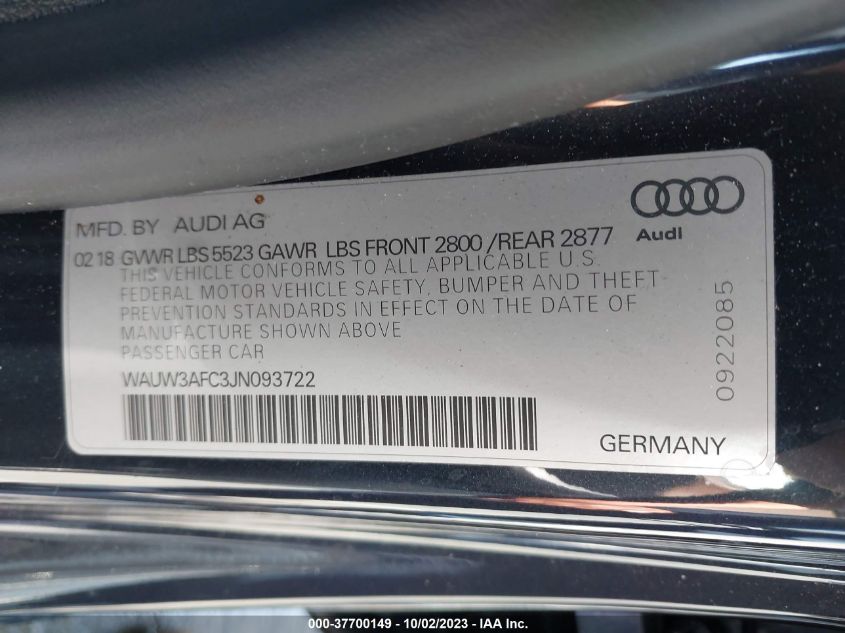 MFD. BY AUDI AG
Audi
02 18 GVWR LBS 5523 GAWR LBS FRONT 2800 / REAR 2877
THIS VEHICLE CONFORMS TO ALL APPLICABLE U.S.
FEDERAL MOTOR VEHICLE SAFETY, BUMPER AND THEFT
PREVENTION STANDARDS IN EFFECT ON THE DATE OF
MANUFACTURE SHOWN ABOVE
PASSENGER CAR
WAUW3AFC3JN093722
GERMANY
0922085
000-37700149 - 10/02/2023 - IAA Inc.